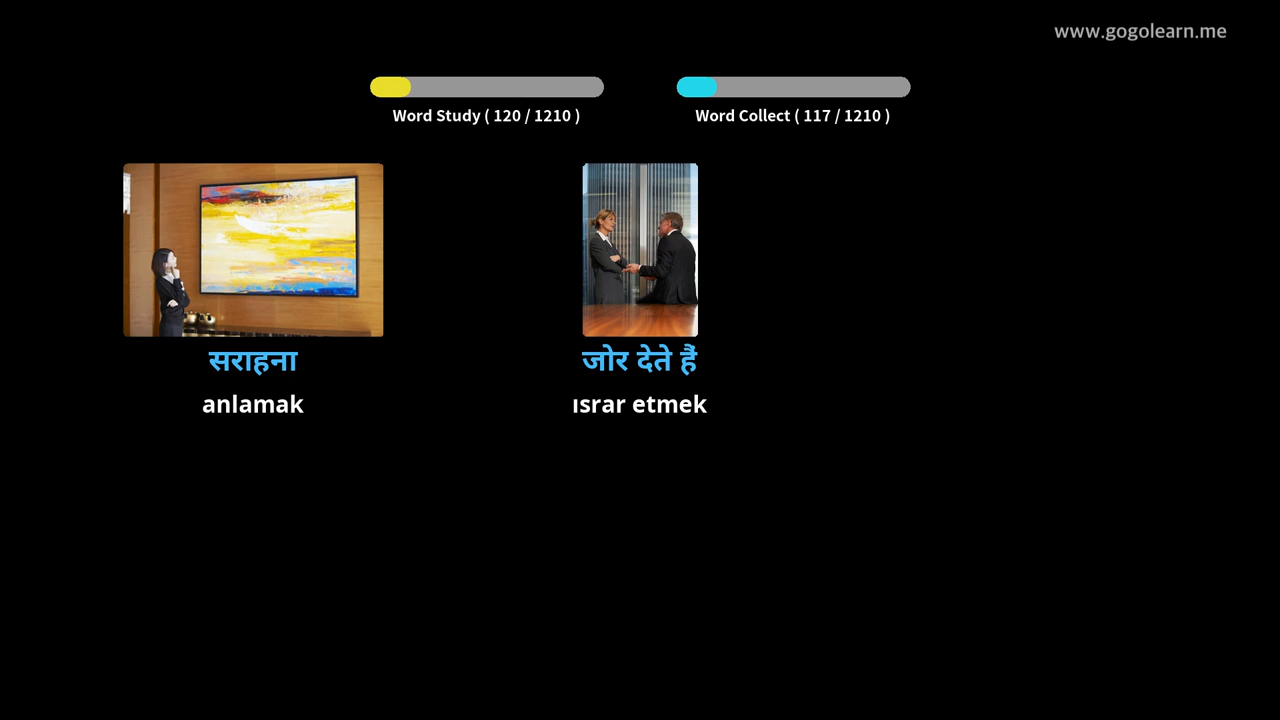 www.gogolearn.me
Word Study ( 120 / 1210 )
Word Collect ( 117 / 1210 )
सराहना
anlamak
जोर देते हैं
ısrar etmek